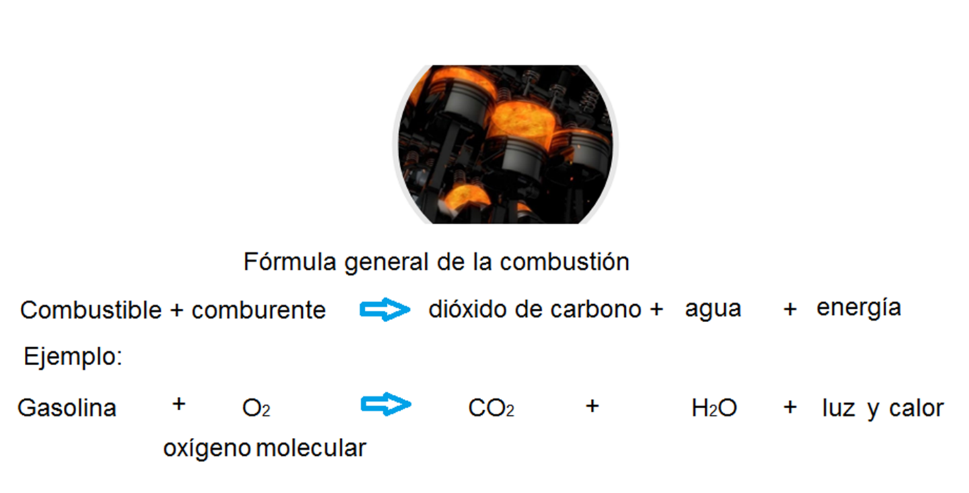 Fórmula general de la combustión
Combustible + comburente dióxido de carbono + agua + energía
Ejemplo:
Gasolina + O₂ CO₂ + H₂O + luz y calor
oxígeno molecular